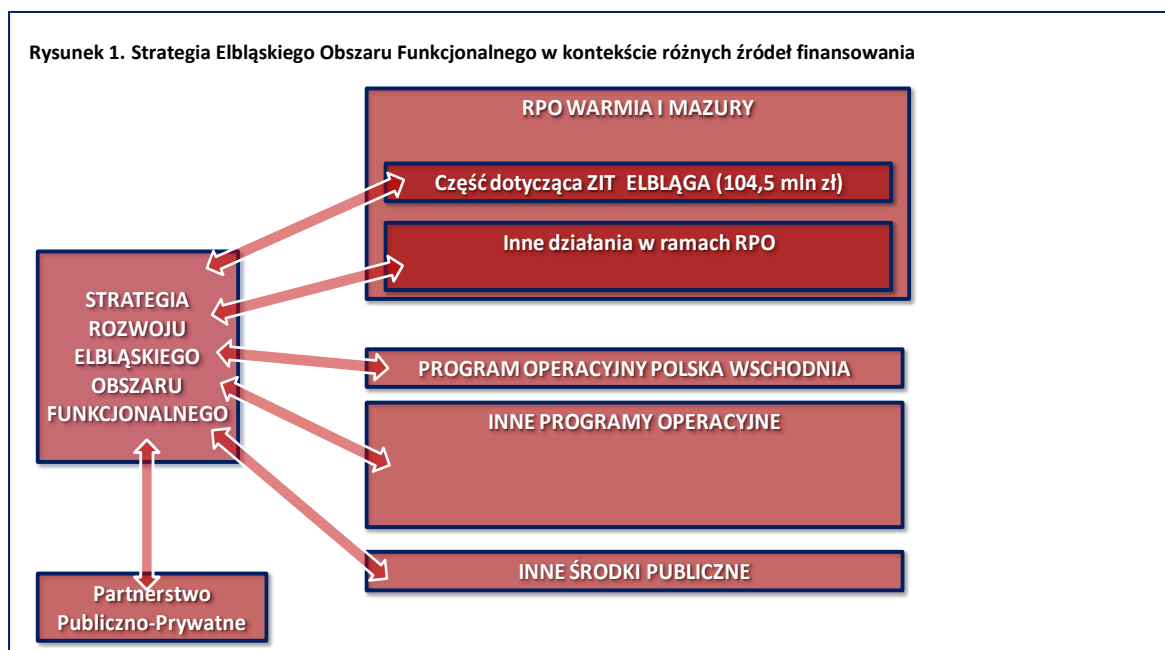 Rysunek 1. Strategia Elbląskiego Obszaru Funkcjonalnego w kontekście różnych źródeł finansowania
RPO WARMIA I MAZURY
Część dotycząca ZIT ELBLĄGA (104,5 mln zł)
Inne działania w ramach RPO
STRATEGIA
ROZWOJU
ELBLĄSKIEGO
OBSZARU
FUNKCJONALNEGO
PROGRAM OPERACYJNY POLSKA WSCHODNIA
INNE PROGRAMY OPERACYJNE
INNE ŚRODKI PUBLICZNE
Partnerstwo
Publiczno-Prywatne